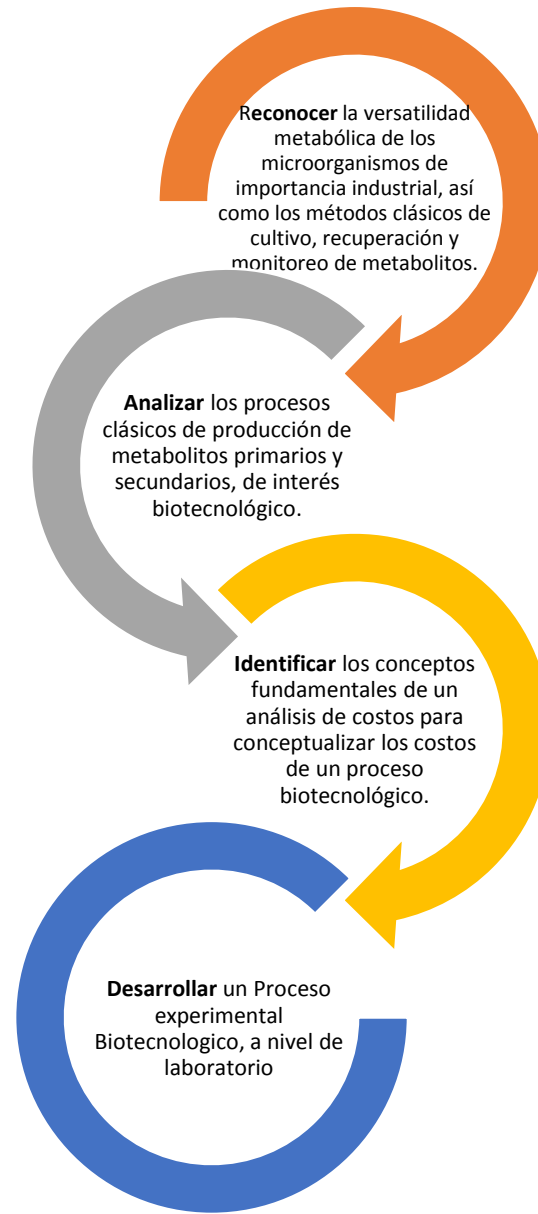 Reconocer la versatilidad
metabólica de los
microorganismos de
importancia industrial, así
como los métodos clásicos de
cultivo, recuperación y
monitoreo de metabolitos.
Analizar los procesos
clásicos de producción de
metabolitos primarios y
secundarios, de interés
biotecnológico.
Identificar los conceptos
fundamentales de un
análisis de costos para
conceptualizar los costos
de un proceso
biotecnológico.
Desarrollar un Proceso
experimental
Biotecnologico, a nivel de
laboratorio